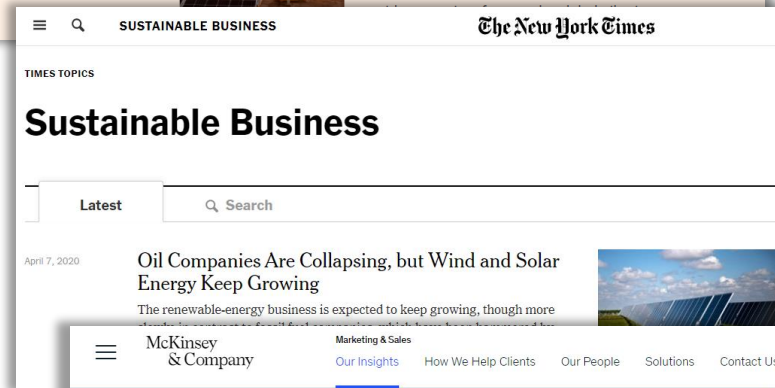 SUSTAINABLE BUSINESS
The New York Times
TIMES TOPICS
Sustainable Business
Latest
Search
April 7, 2020
Oil Companies Are Collapsing, but Wind and Solar
Energy Keep Growing
The renewable-energy business is expected to keep growing, though more
McKinsey
& Company
Marketing & Sales
Our Insights How We Help Clients Our People Solutions Contact Us